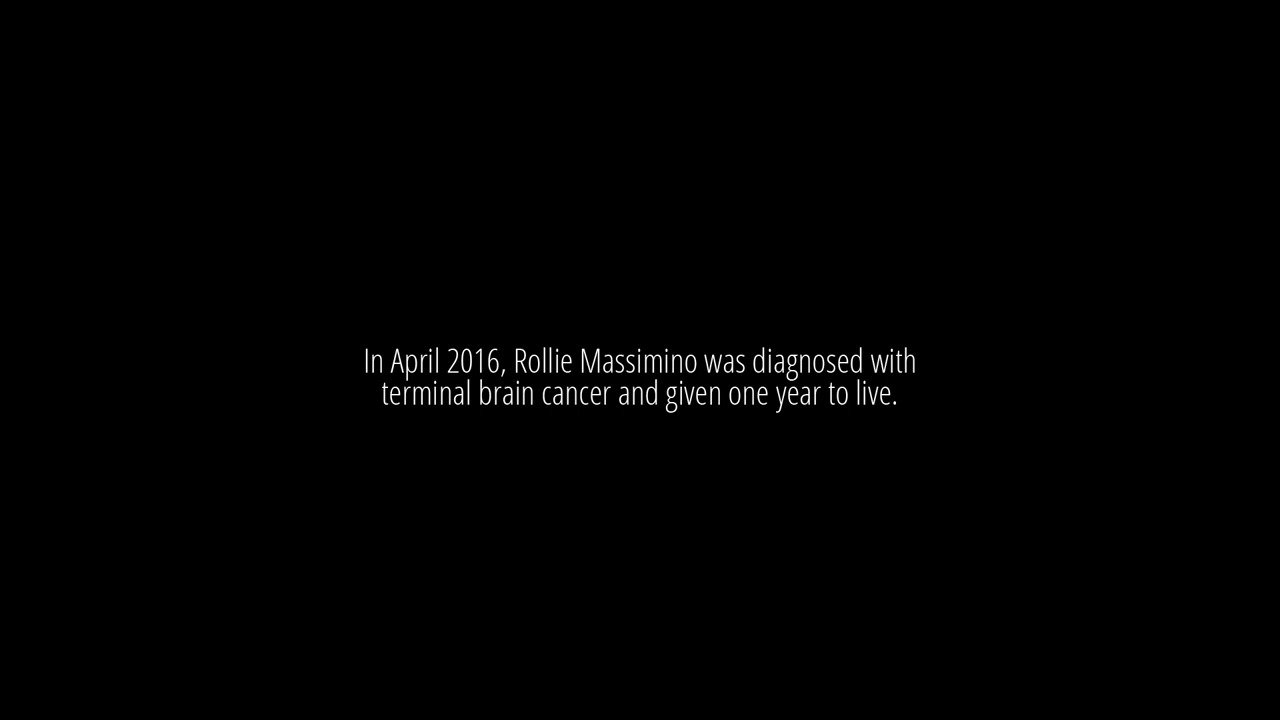 In April 2016, Rollie Massimino was diagnosed with
terminal brain cancer and given one year to live.